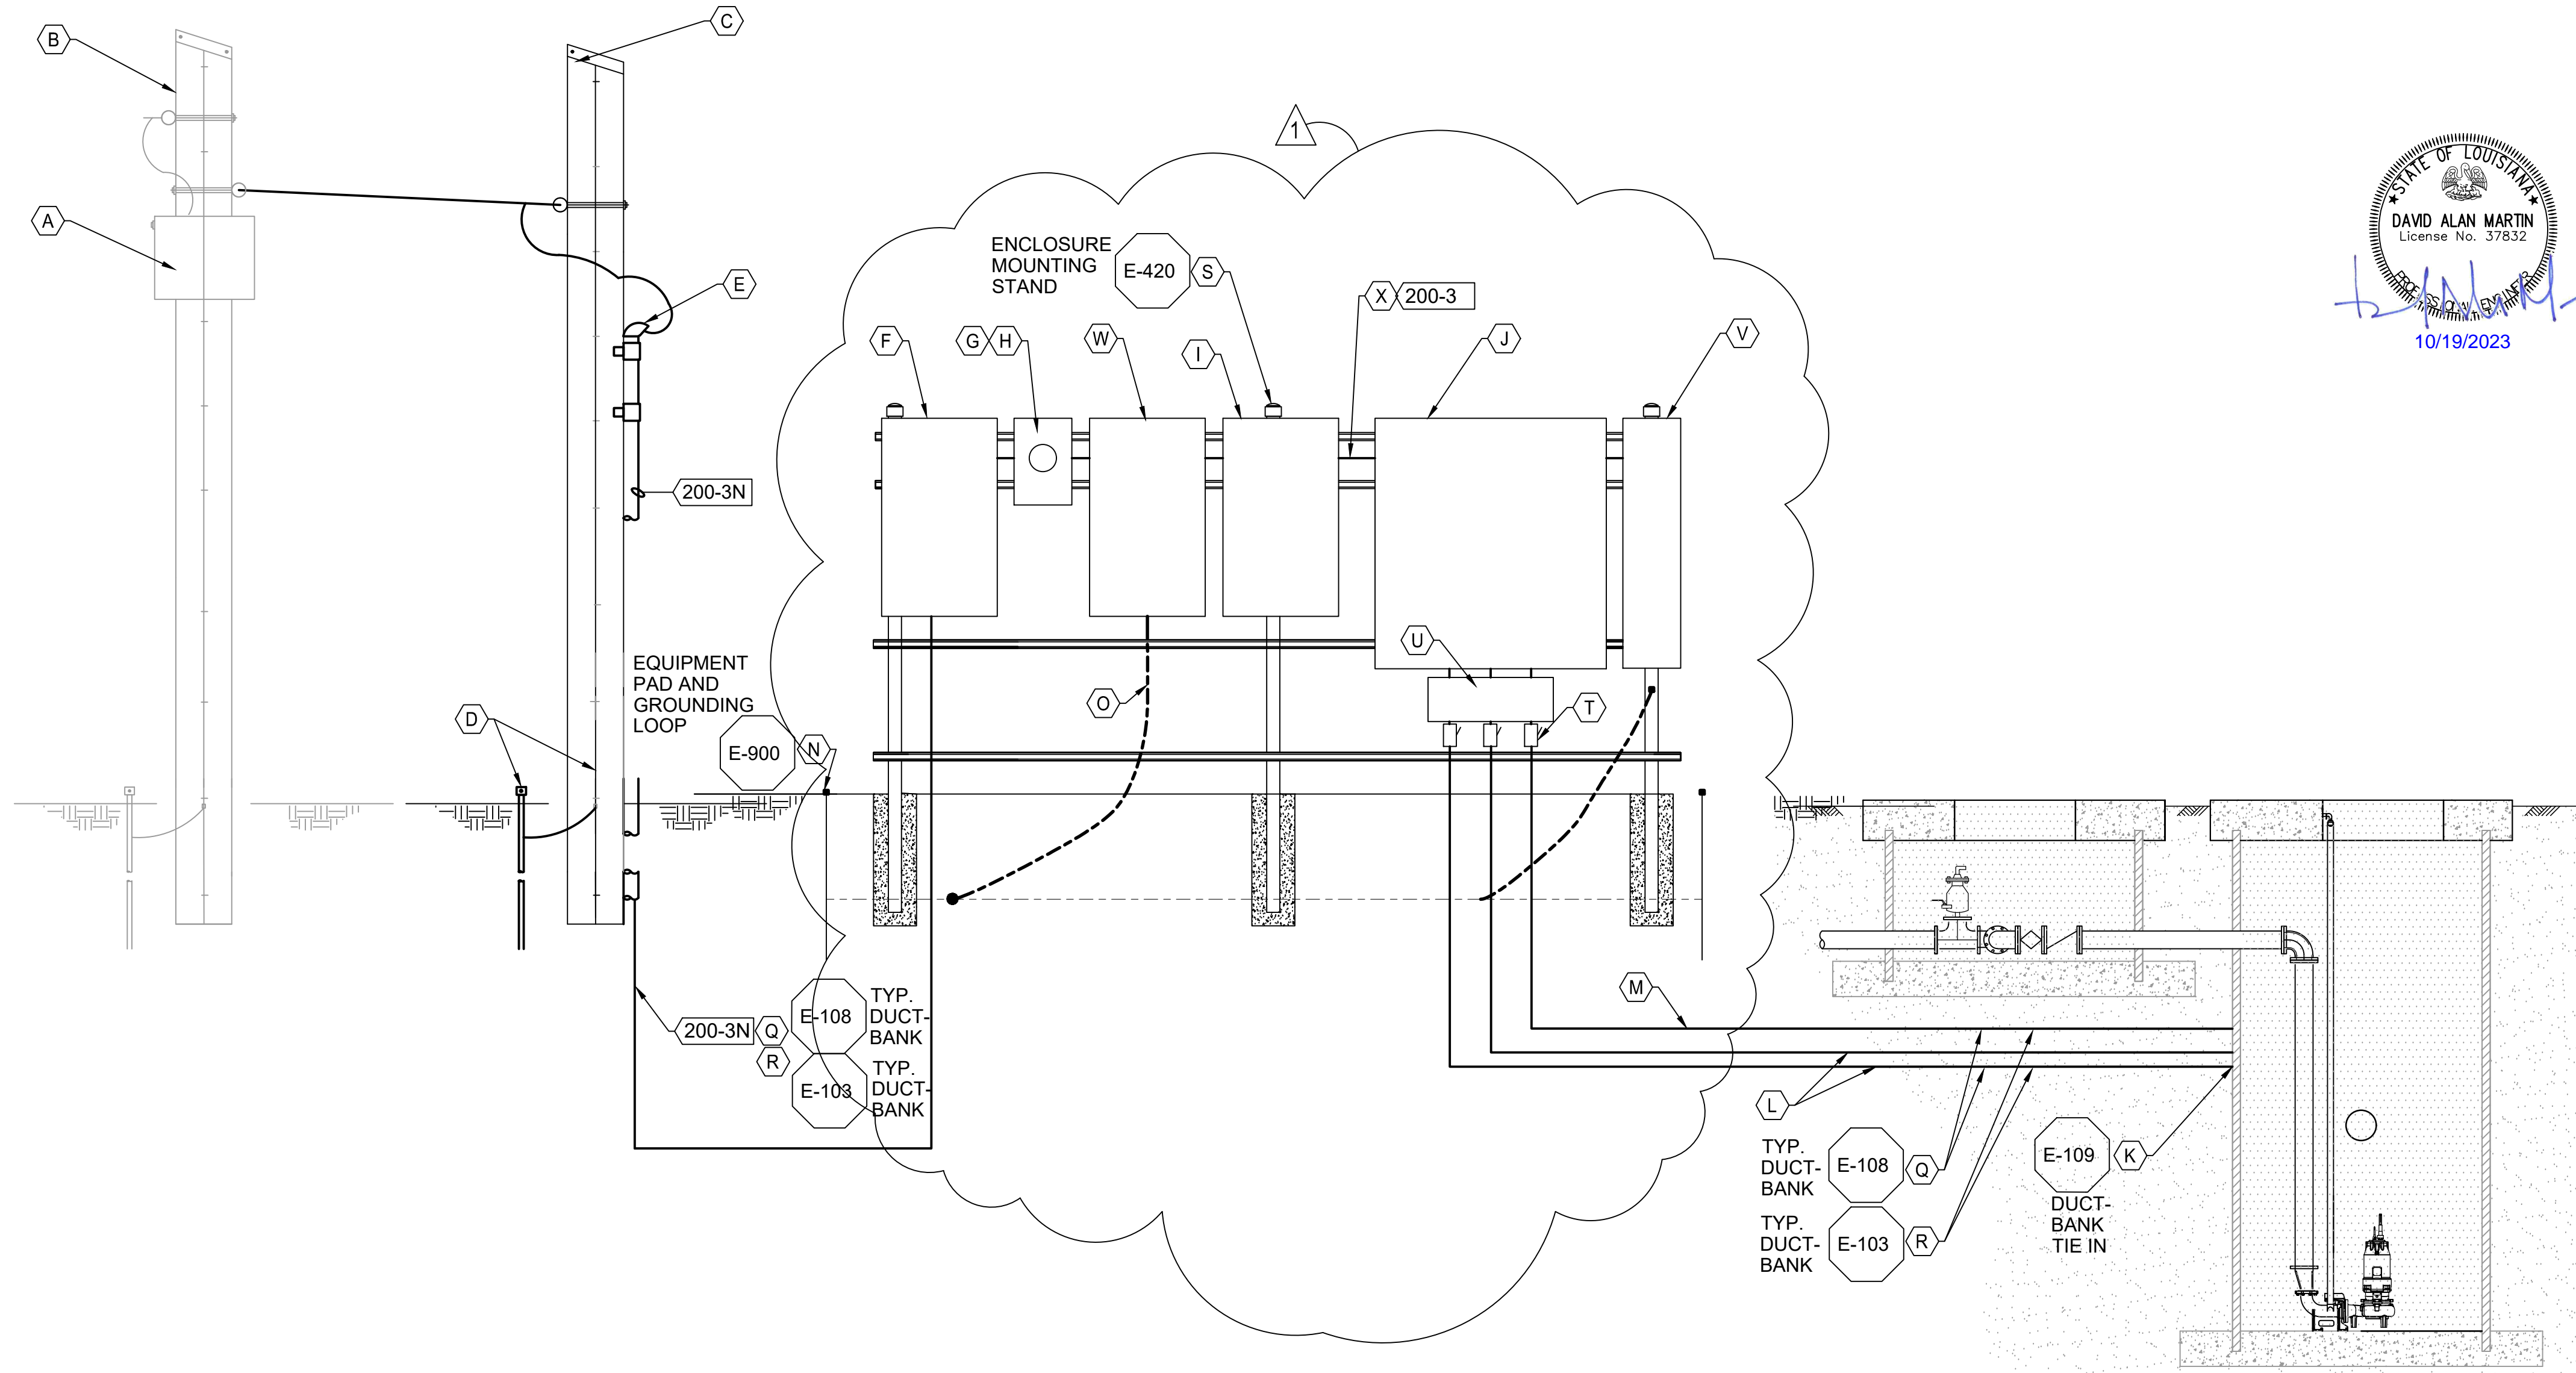 B
C
1
A
STATE OF LOUISIANA
DAVID ALAN MARTIN
License No. 37832
PROFESSIONAL ENGINEER
10/19/2023
ENCLOSURE
MOUNTING
STAND
E-420
S
E
X
200-3
F
G
H
W
I
J
V
200-3N
U
O
T
EQUIPMENT
PAD AND
GROUNDING
LOOP
D
E-900
N
M
200-3N
Q
R
E-108
TYP.
DUCT-
BANK
E-103
TYP.
DUCT-
BANK
L
TYP.
DUCT-
BANK
E-108
Q
TYP.
DUCT-
BANK
E-103
R
E-109
K
DUCT-
BANK
TIE IN